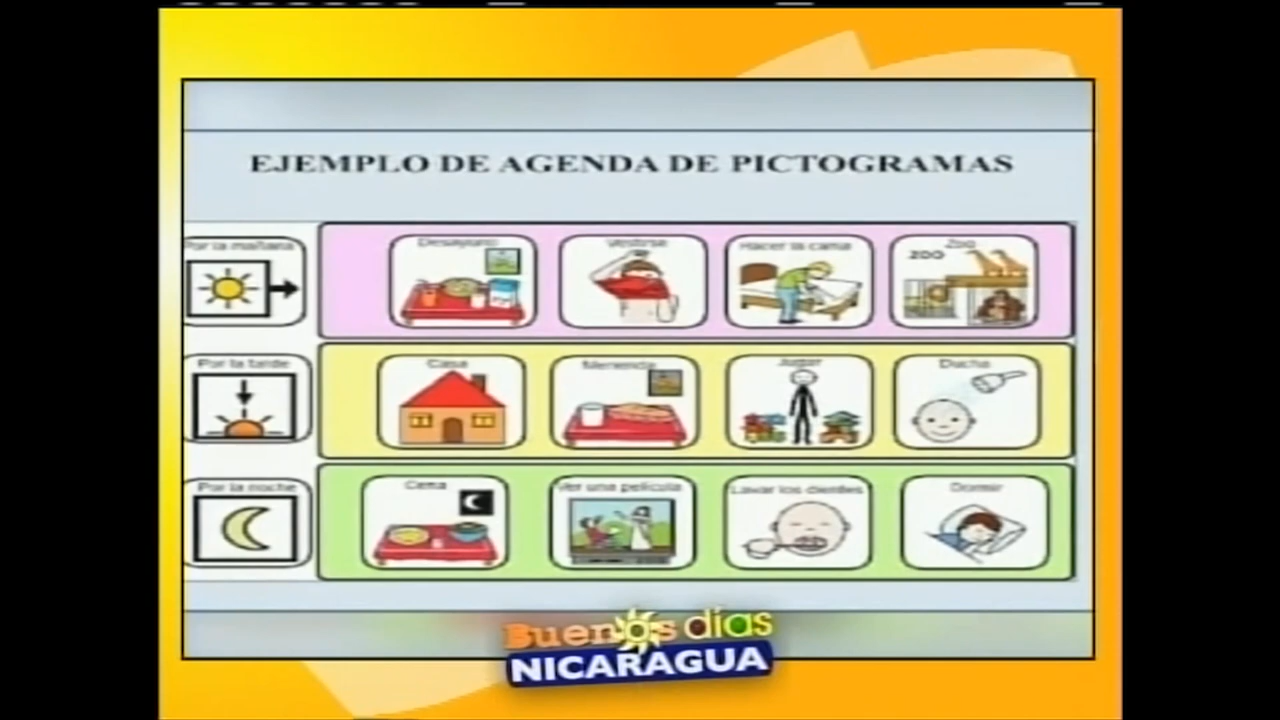 EJEMPLO DE AGENDA DE PICTOGRAMAS
Por la mañana
Desayuno
Vestirse
Hacer la cama
Zoo
ZOO
Por la tarde
Casa
Merienda
Jugar
Ducha
Por la noche
Cena
Ver una película
Lavar los dientes
Dormir
Buenos días
NICARAGUA